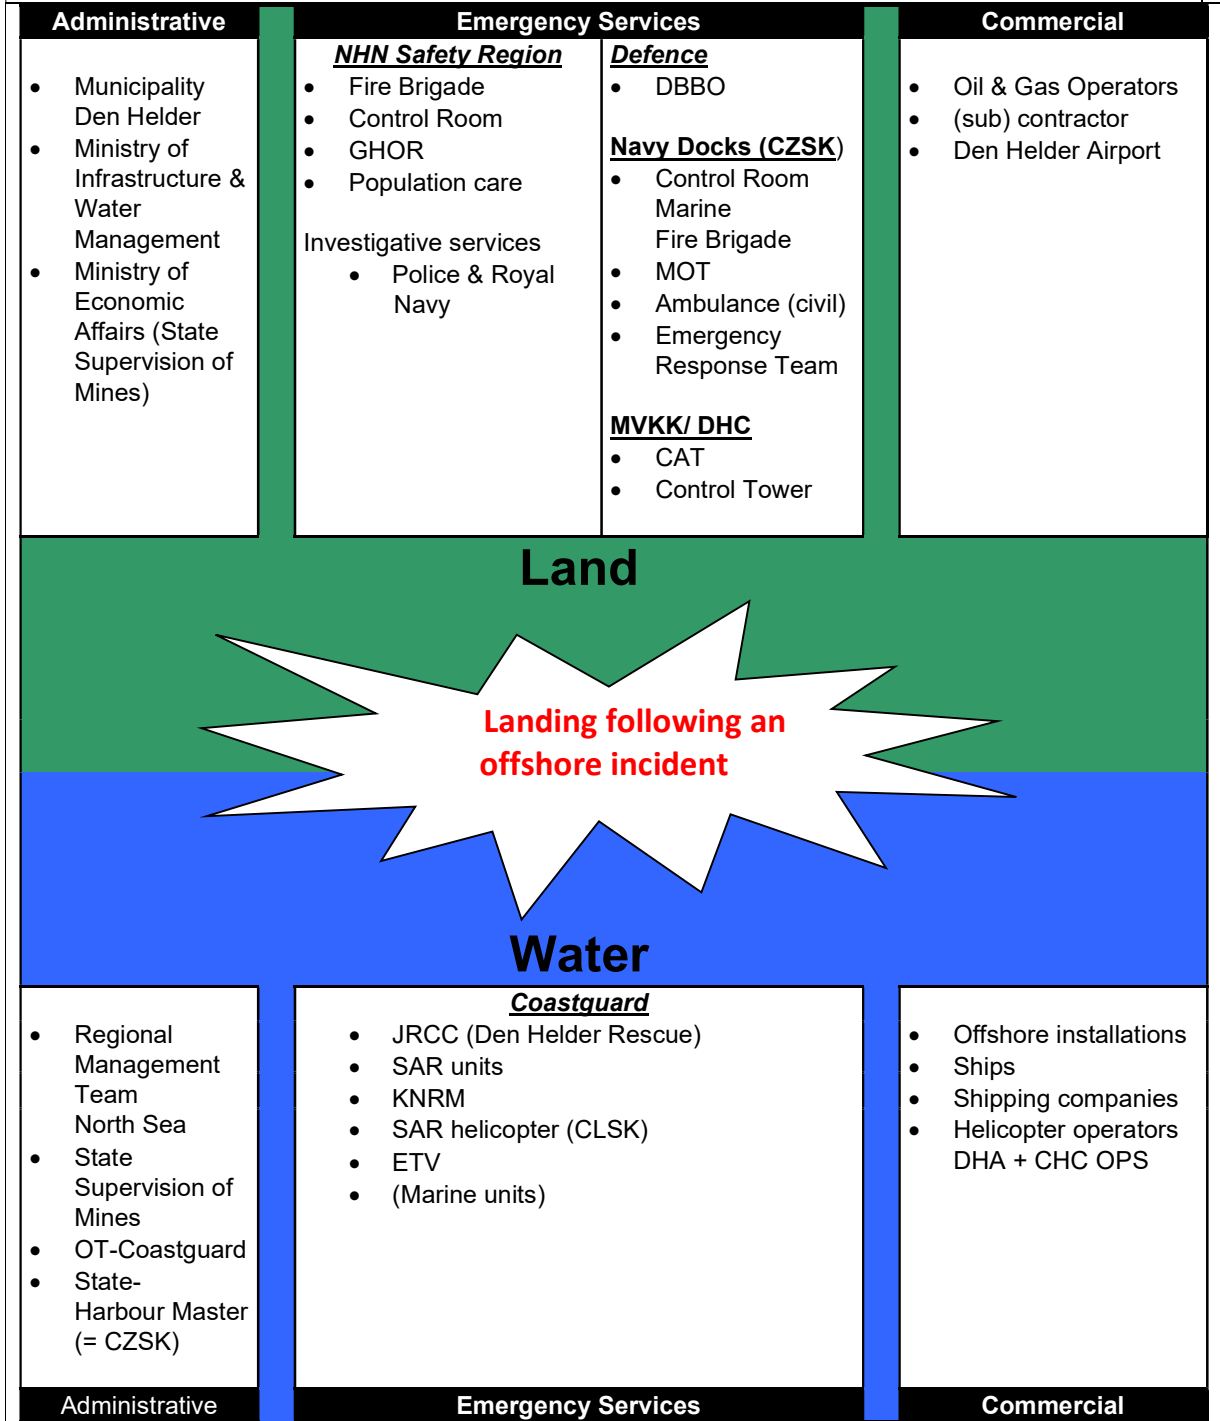 Administrative
Emergency Services
Commercial
• Municipality
Den Helder
• Ministry of
Infrastructure &
Water
Management
• Ministry of
Economic
Affairs (State
Supervision of
Mines)
NHN Safety Region
• Fire Brigade
• Control Room
• GHOR
• Population care
Investigative services
• Police & Royal
Navy
Defence
• DBBO
Navy Docks (CZSK)
• Control Room
Marine
Fire Brigade
• MOT
• Ambulance (civil)
• Emergency
Response Team
MVKK/ DHC
• CAT
• Control Tower
• Oil & Gas Operators
• (sub) contractor
• Den Helder Airport
Land
Landing following an
offshore incident
Water
• Regional
Management
Team
North Sea
• State
Supervision of
Mines
• OT-Coastguard
• State-
Harbour Master
(= CZSK)
Coastguard
• JRCC (Den Helder Rescue)
• SAR units
• KNRM
• SAR helicopter (CLSK)
• ETV
• (Marine units)
• Offshore installations
• Ships
• Shipping companies
• Helicopter operators
DHA + CHC OPS
Administrative
Emergency Services
Commercial